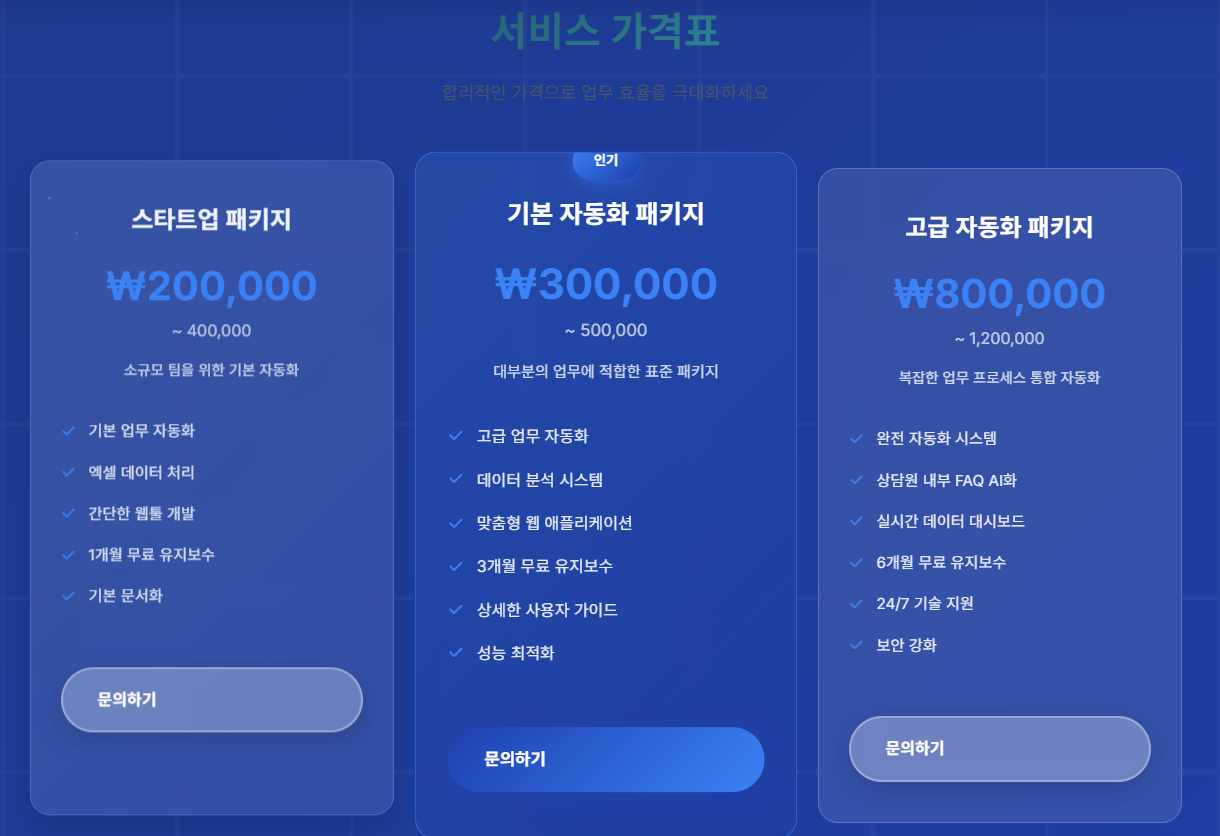 서비스 가격표
합리적인 가격으로 업무 효율을 극대화하세요
스타트업 패키지
₩200,000
~ 400,000
소규모 팀을 위한 기본 자동화
기본 업무 자동화
엑셀 데이터 처리
간단한 웹툴 개발
1개월 무료 유지보수
기본 문서화
문의하기
인기
기본 자동화 패키지
₩300,000
~ 500,000
대부분의 업무에 적합한 표준 패키지
고급 업무 자동화
데이터 분석 시스템
맞춤형 웹 애플리케이션
3개월 무료 유지보수
상세한 사용자 가이드
성능 최적화
문의하기
고급 자동화 패키지
₩800,000
~ 1,200,000
복잡한 업무 프로세스 통합 자동화
완전 자동화 시스템
상담원 내부 FAQ AI화
실시간 데이터 대시보드
6개월 무료 유지보수
24/7 기술 지원
보안 강화
문의하기